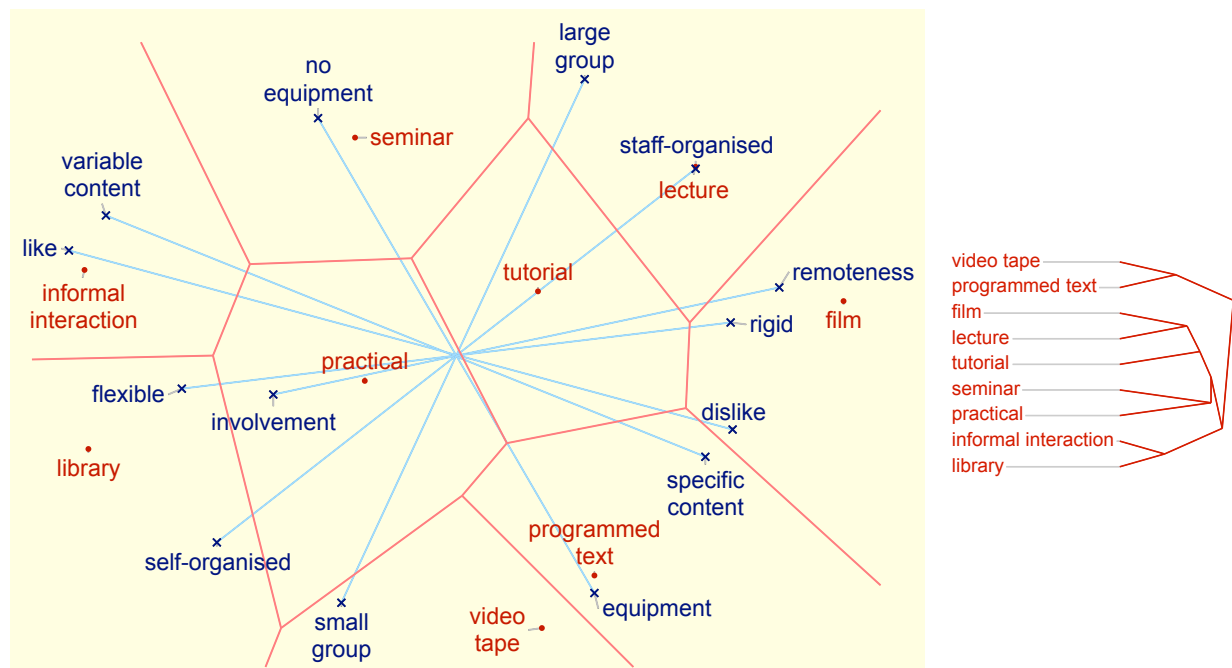 large
group
no
equipment
seminar
staff-organised
lecture
variable
content
like
informal
interaction
tutorial
remoteness
film
rigid
practical
flexible
involvement
dislike
library
specific
content
programmed
text
self-organised
equipment
small
group
video
tape
video tape
programmed text
film
lecture
tutorial
seminar
practical
informal interaction
library